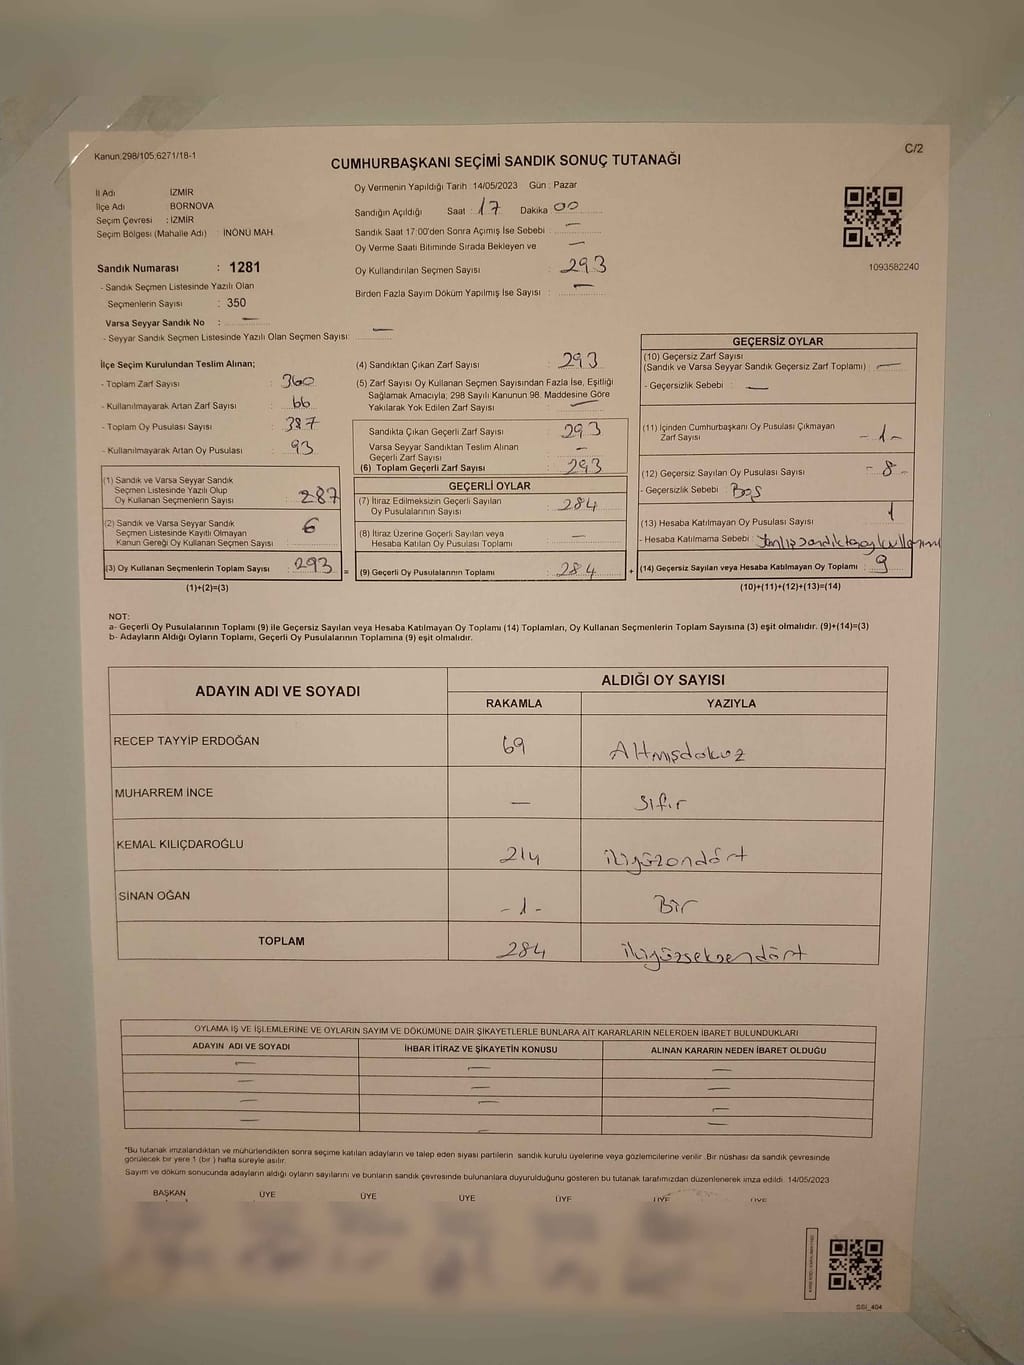 Kanun:298/105;6271/18-1
C/2
CUMHURBAŞKANI SEÇİMİ SANDIK SONUÇ TUTANAĞI
İl Adı İZMİR
İlçe Adı BORNOVA
Seçim Çevresi : İZMİR
Seçim Bölgesi (Mahalle Adı) : İNÖNÜ MAH.
Oy Vermenin Yapıldığı Tarih 14/05/2023 Gün : Pazar
Sandığın Açıldığı Saat : 17 Dakika 00
Sandık Saat 17:00'den Sonra Açımış İse Sebebi : —
Oy Verme Saati Bitiminde Sırada Bekleyen ve —
Oy Kullandırılan Seçmen Sayısı : 293
Birden Fazla Sayım Döküm Yapılmış İse Sayısı : —
1093582240
Sandık Numarası : 1281
- Sandık Seçmen Listesinde Yazılı Olan
Seçmenlerin Sayısı : 350
Varsa Seyyar Sandık No : —
- Seyyar Sandık Seçmen Listesinde Yazılı Olan Seçmen Sayısı: —
İlçe Seçim Kurulundan Teslim Alınan;
- Toplam Zarf Sayısı : 360
- Kullanılmayarak Artan Zarf Sayısı : 66
- Toplam Oy Pusulası Sayısı : 387
- Kullanılmayarak Artan Oy Pusulası : 93
(1) Sandık ve Varsa Seyyar Sandık
Seçmen Listesinde Yazılı Olup
Oy Kullanan Seçmenlerin Sayısı : 287
(2) Sandık ve Varsa Seyyar Sandık
Seçmen Listesinde Kayıtlı Olmayan
Kanun Gereği Oy Kullanan Seçmen Sayısı : 6
(3) Oy Kullanan Seçmenlerin Toplam Sayısı : 293 =
(1)+(2)=(3)
(4) Sandıktan Çıkan Zarf Sayısı : 293
(5) Zarf Sayısı Oy Kullanan Seçmen Sayısından Fazla İse, Eşitliği
Sağlamak Amacıyla; 298 Sayılı Kanunun 98. Maddesine Göre
Yakılarak Yok Edilen Zarf Sayısı : —
Sandıkta Çıkan Geçerli Zarf Sayısı : 293
Varsa Seyyar Sandıktan Teslim Alınan
Geçerli Zarf Sayısı : —
(6) Toplam Geçerli Zarf Sayısı : 293
GEÇERLİ OYLAR
(7) İtiraz Edilmeksizin Geçerli Sayılan
Oy Pusulalarının Sayısı : 284
(8) İtiraz Üzerine Geçerli Sayılan veya
Hesaba Katılan Oy Pusulası Toplamı : —
(9) Geçerli Oy Pusulalarının Toplamı : 284 +
GEÇERSİZ OYLAR
(10) Geçersiz Zarf Sayısı
(Sandık ve Varsa Seyyar Sandık Geçersiz Zarf Toplamı) : —
- Geçersizlik Sebebi : —
(11) İçinden Cumhurbaşkanı Oy Pusulası Çıkmayan
Zarf Sayısı -1-
(12) Geçersiz Sayılan Oy Pusulası Sayısı -8-
- Geçersizlik Sebebi : Boş
(13) Hesaba Katılmayan Oy Pusulası Sayısı 1
- Hesaba Katılmama Sebebi :
(14) Geçersiz Sayılan veya Hesaba Katılmayan Oy Toplamı : 9
(10)+(11)+(12)+(13)=(14)
NOT:
a- Geçerli Oy Pusulalarının Toplamı (9) ile Geçersiz Sayılan veya Hesaba Katılmayan Oy Toplamı (14) Toplamları, Oy Kullanan Seçmenlerin Toplam Sayısına (3) eşit olmalıdır. (9)+(14)=(3)
b- Adayların Aldığı Oyların Toplamı, Geçerli Oy Pusulalarının Toplamına (9) eşit olmalıdır.
ADAYIN ADI VE SOYADI ALDIĞI OY SAYISI
RAKAMLA YAZIYLA
RECEP TAYYİP ERDOĞAN 69 Altmışdokuz
MUHARREM İNCE — Sıfır
KEMAL KILIÇDAROĞLU 214 ikiyüzondört
SİNAN OĞAN -1- Bir
TOPLAM 284 ikiyüzseksendört
OYLAMA İŞ VE İŞLEMLERİNE VE OYLARIN SAYIM VE DÖKÜMÜNE DAİR ŞİKAYETLERLE BUNLARA AİT KARARLARIN NELERDEN İBARET BULUNDUKLARI
ADAYIN ADI VE SOYADI İHBAR İTİRAZ VE ŞİKAYETİN KONUSU ALINAN KARARIN NEDEN İBARET OLDUĞU
— — —
— — —
— — —
— — —
*Bu tutanak imzalandıktan ve mühürlendikten sonra seçime katılan adayların ve talep eden siyasi partilerin sandık kurulu üyelerine veya gözlemcilerine verilir .Bir nüshası da sandık çevresinde
görülecek bir yere 1 (bir ) hafta süreyle asılır.
Sayım ve döküm sonucunda adayların aldığı oyların sayılarını ve bunların sandık çevresinde bulunanlara duyurulduğunu gösteren bu tutanak tarafımızdan düzenlenerek imza edildi. 14/05/2023
BAŞKAN ÜYE ÜYE ÜYE ÜYE ÜYE ÜYE
SSİ_404